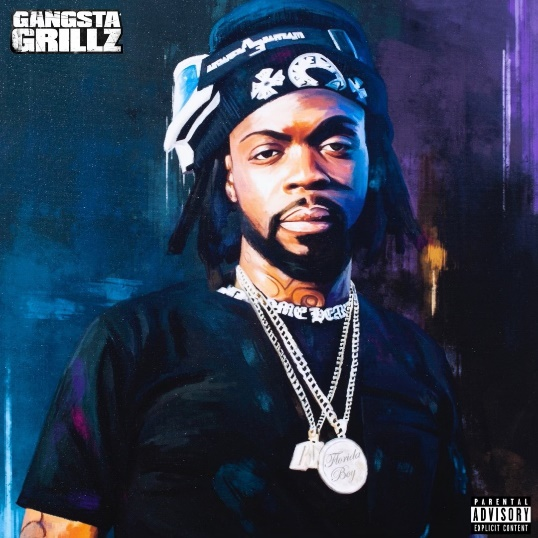 GANGSTA
GRILLZ
Florida
Boy
PARENTAL
ADVISORY
EXPLICIT CONTENT